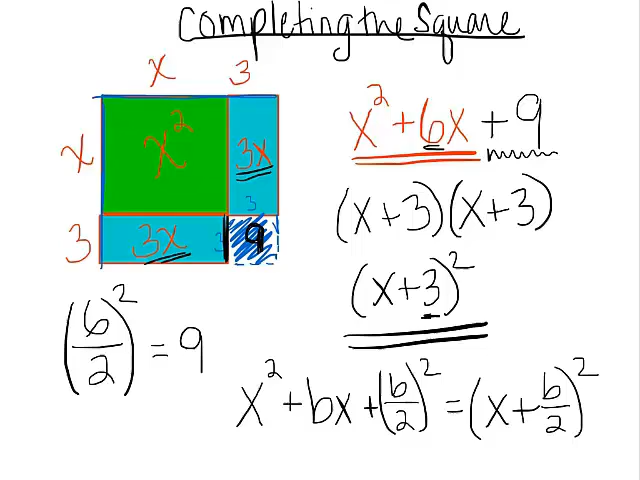 Completing the Square
x 3
x x² 3x
3
3 3x 3 9
x² + 6x + 9
(x+3)(x+3)
(x+3)²
(6/2)² = 9
x² + bx + (b/2)² = (x + b/2)²